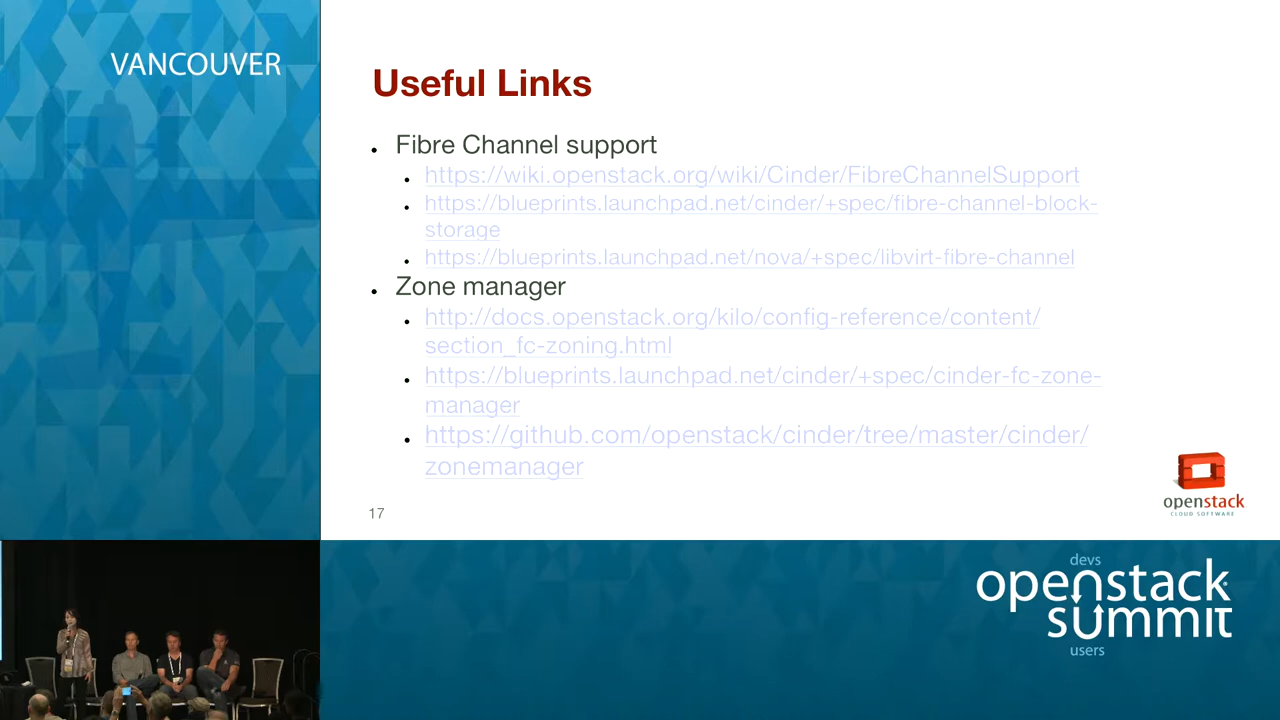 VANCOUVER
Useful Links
Fibre Channel support
https://wiki.openstack.org/wiki/Cinder/FibreChannelSupport
https://blueprints.launchpad.net/cinder/+spec/fibre-channel-block-
storage
https://blueprints.launchpad.net/nova/+spec/libvirt-fibre-channel
Zone manager
http://docs.openstack.org/kilo/config-reference/content/
section_fc-zoning.html
https://blueprints.launchpad.net/cinder/+spec/cinder-fc-zone-
manager
https://github.com/openstack/cinder/tree/master/cinder/
zonemanager
17
openstack
CLOUD SOFTWARE
devs
openstack
summit
users